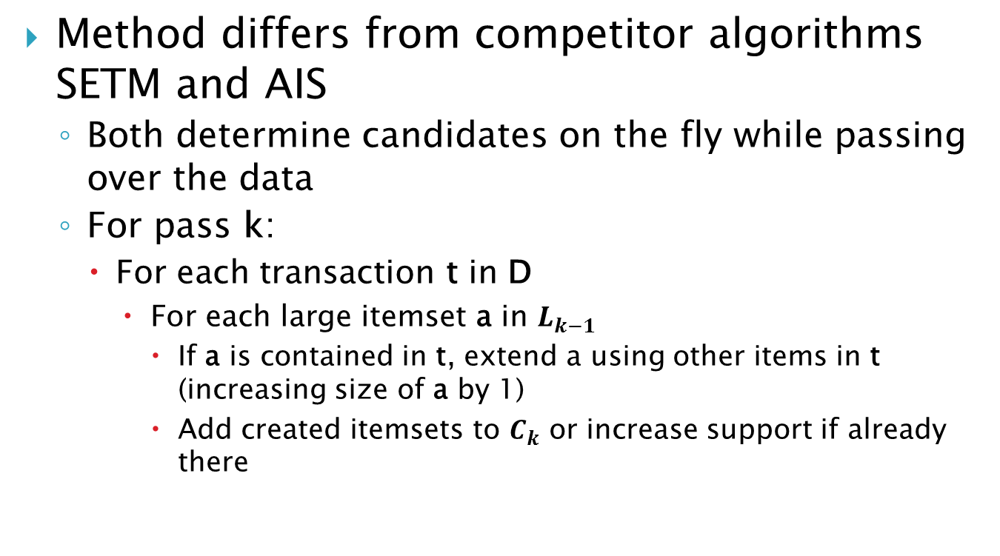 Method differs from competitor algorithms
SETM and AIS
Both determine candidates on the fly while passing
over the data
For pass k:
For each transaction t in D
For each large itemset a in L_{k−1}
If a is contained in t, extend a using other items in t
(increasing size of a by 1)
Add created itemsets to C_k or increase support if already
there